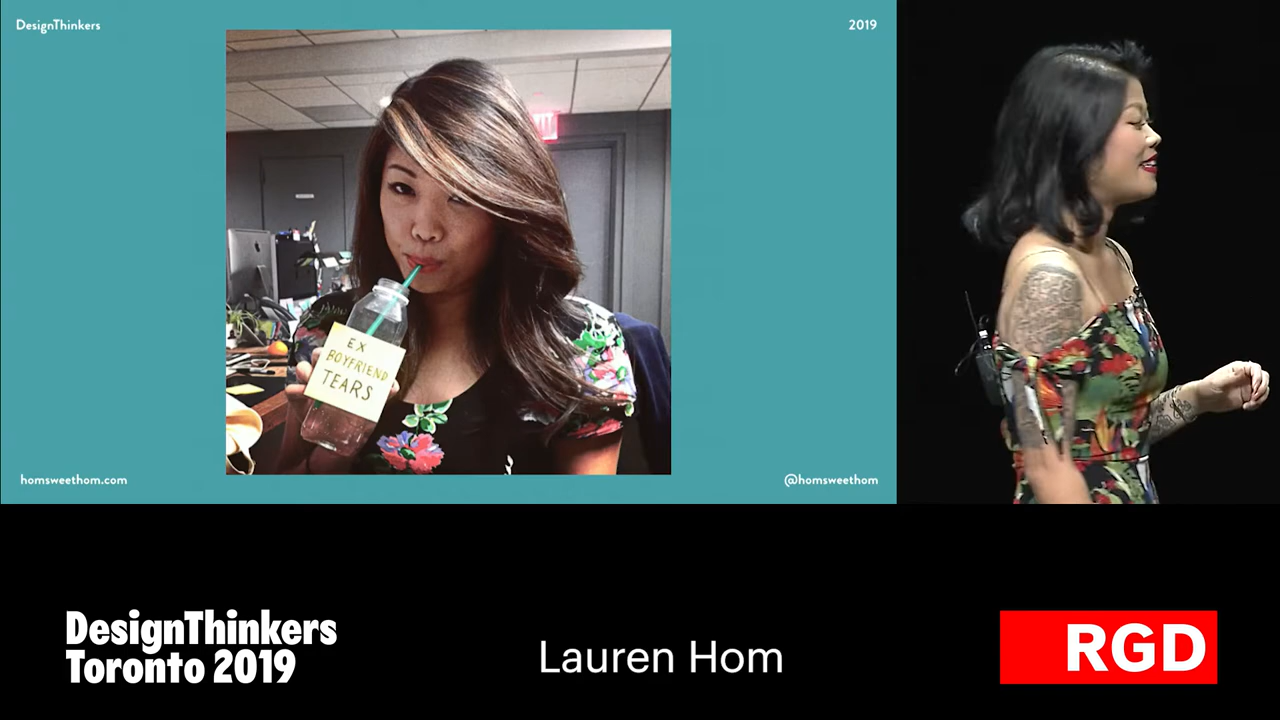 DesignThinkers
2019
EX
BOYFRIEND
TEARS
homsweethom.com
@homsweethom
DesignThinkers
Toronto 2019
Lauren Hom
RGD